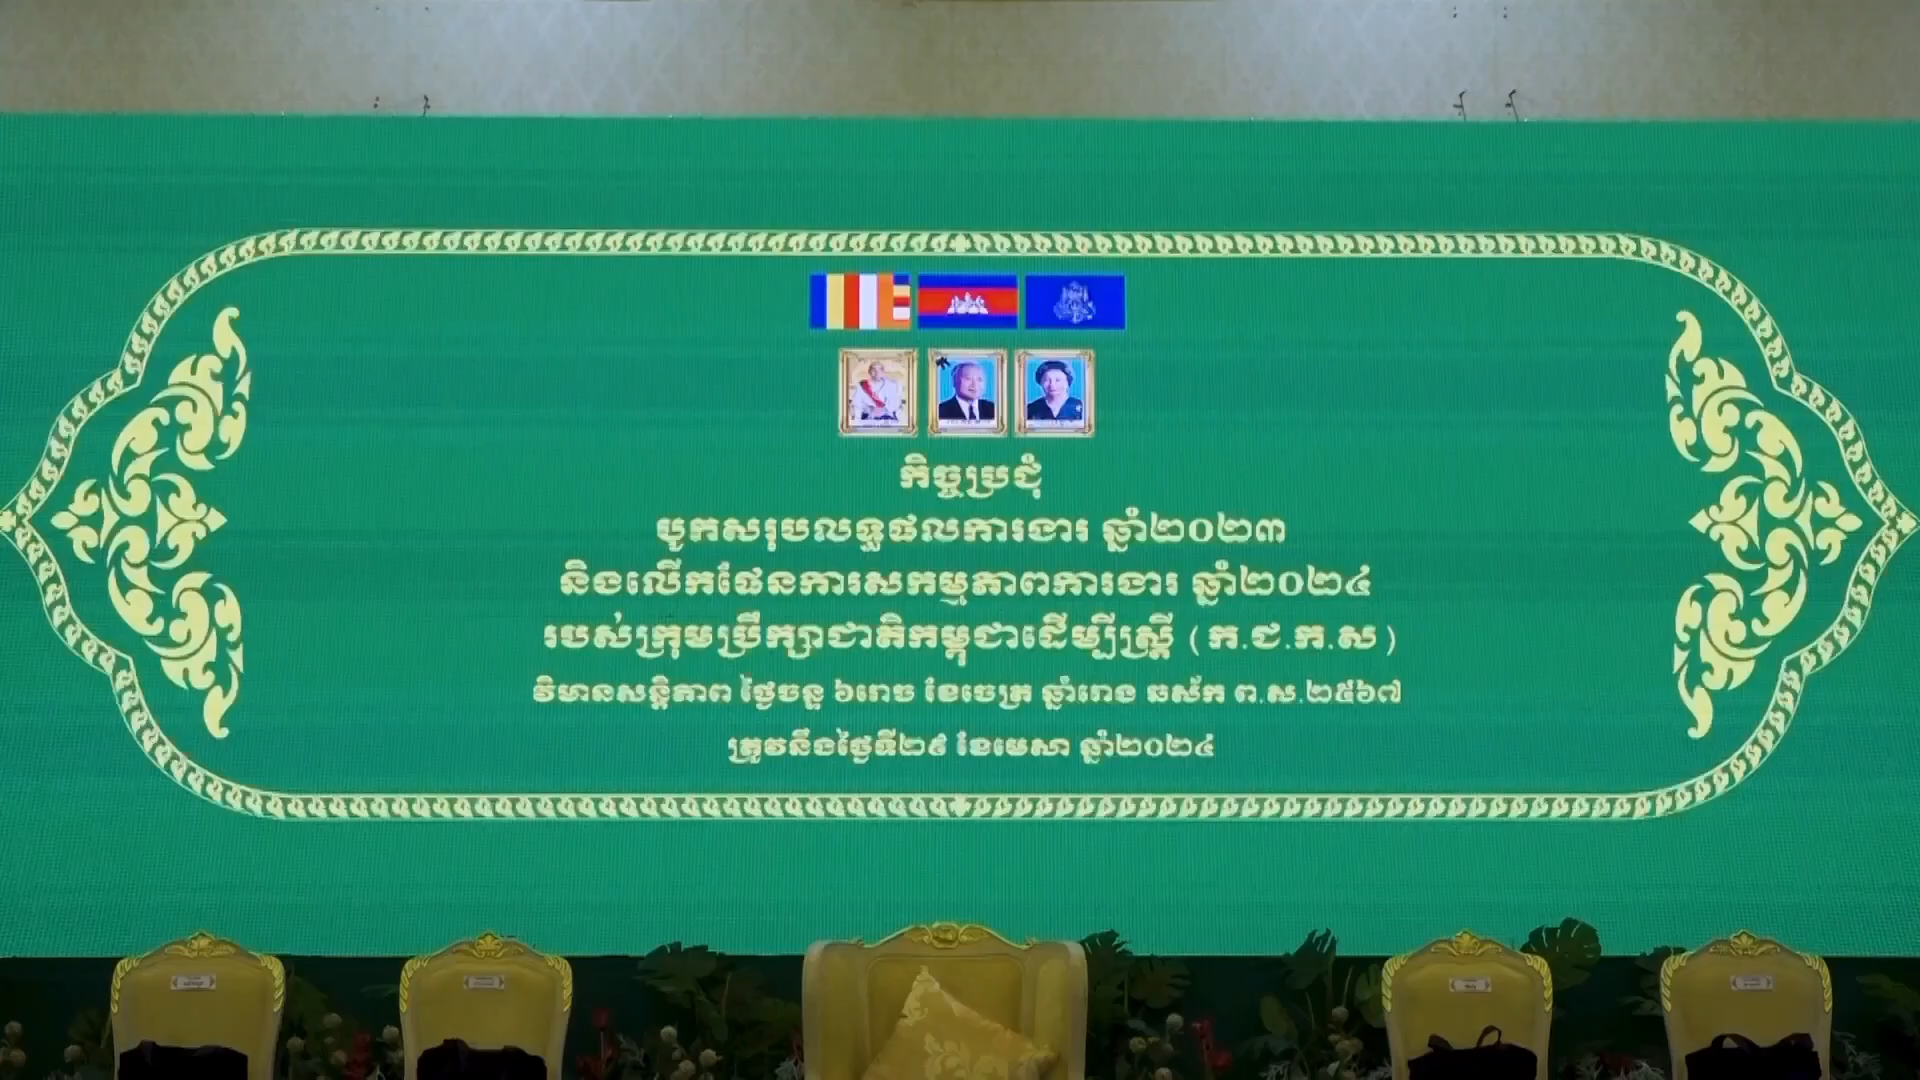 កិច្ចប្រជុំ
បូកសរុបលទ្ធផលការងារ ឆ្នាំ២០២៣
និងលើកផែនការសកម្មភាពការងារ ឆ្នាំ២០២៤
របស់ក្រុមប្រឹក្សាជាតិកម្ពុជាដើម្បីស្ត្រី (ក.ជ.ក.ស)
វិមានសន្តិភាព ថ្ងៃចន្ទ ៦រោច ខែចេត្រ ឆ្នាំរោង ឆស័ក ព.ស.២៥៦៧
ត្រូវនឹងថ្ងៃទី២៩ ខែមេសា ឆ្នាំ២០២៤